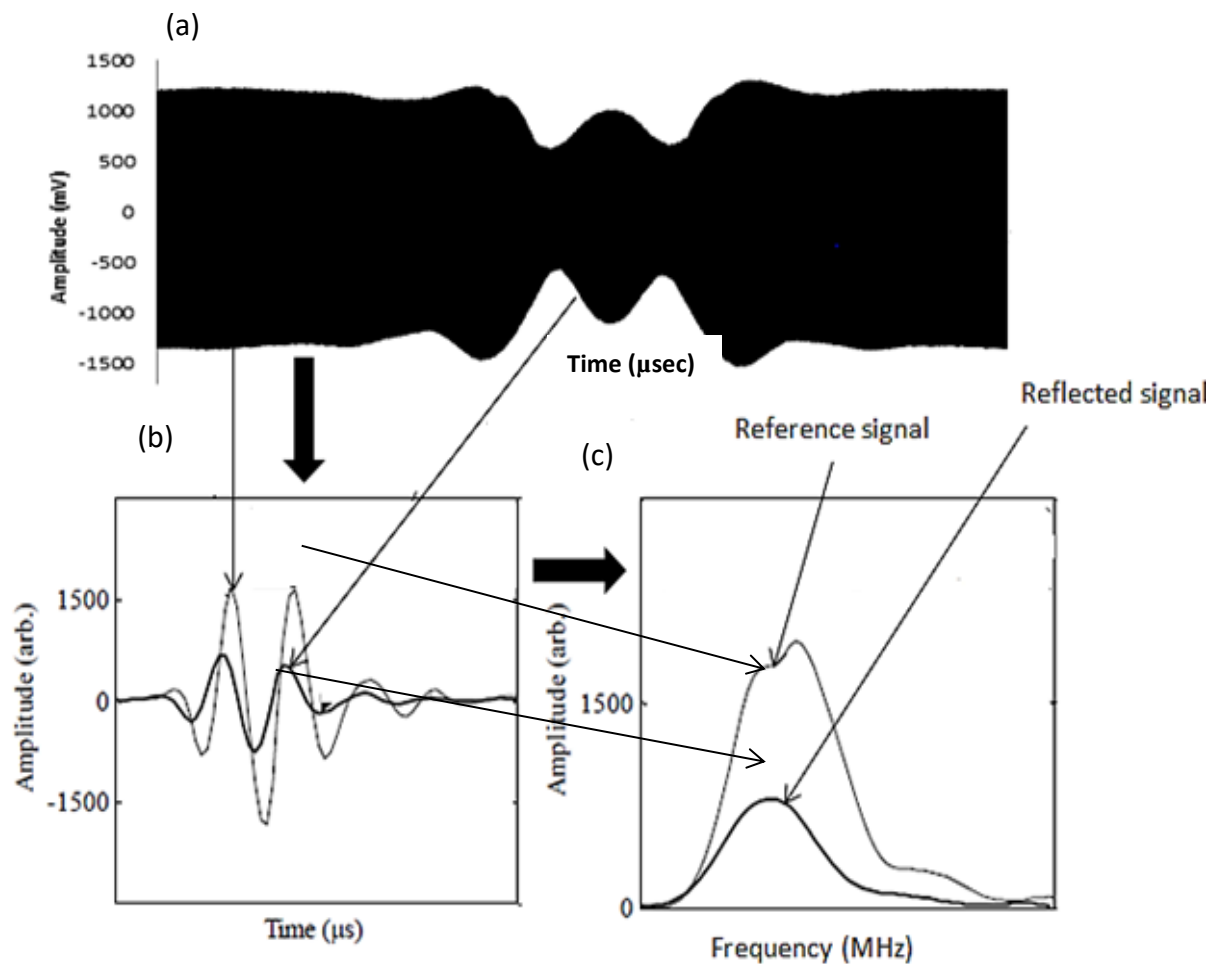 (a)
1500
1000
500
0
-500
-1000
-1500
Amplitude (mV)
Time (μsec)
Reflected signal
Reference signal
(b)
(c)
1500
0
-1500
Amplitude (arb.)
Time (μs)
1500
0
Amplitude (arb.)
Frequency (MHz)